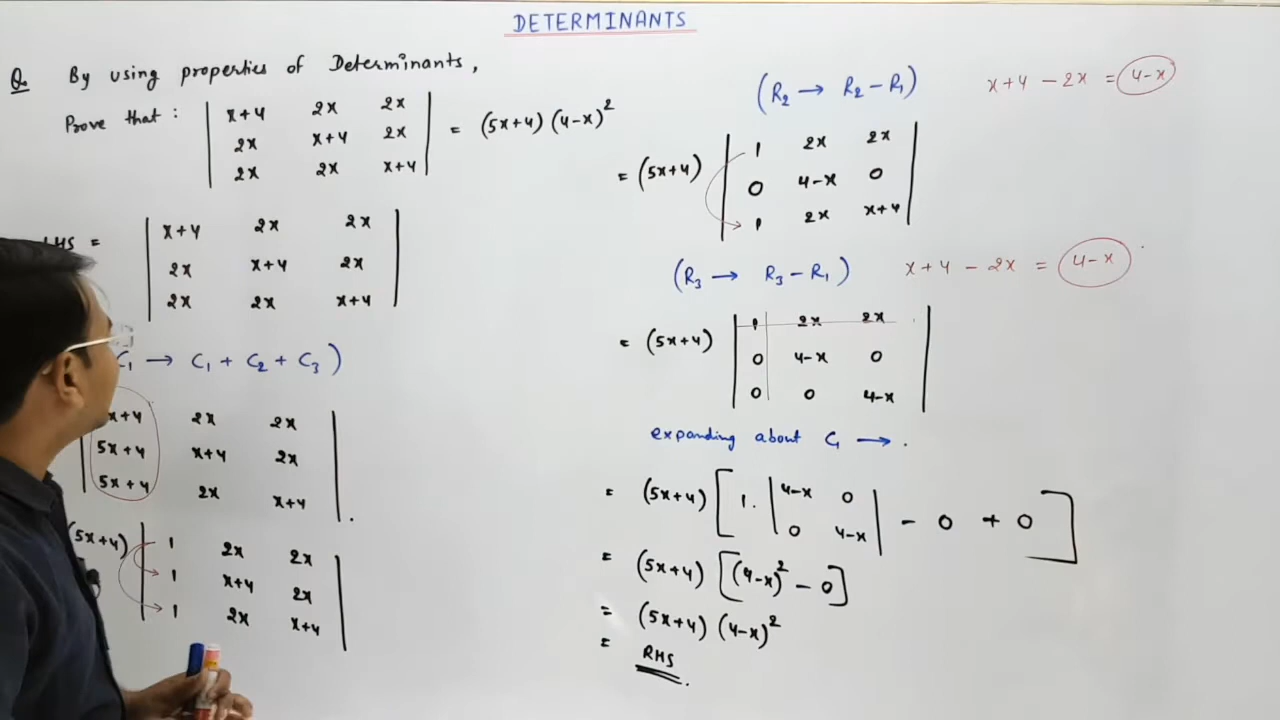 DETERMINANTS
Q. By using properties of Determinants,
Prove that : | x+4 2x 2x |
| 2x x+4 2x | = (5x+4) (4-x)²
| 2x 2x x+4 |
LHS = | x+4 2x 2x |
| 2x x+4 2x |
| 2x 2x x+4 |
C₁ → C₁ + C₂ + C₃ )
x+4 2x 2x |
| 5x+4 x+4 2x |
| 5x+4 2x x+4 | .
(5x+4) | 1 2x 2x |
| 1 x+4 2x |
| 1 2x x+4 |
(R₂ → R₂ - R₁) x+4 - 2x = 4-x
= (5x+4) | 1 2x 2x |
| 0 4-x 0 |
| 1 2x x+4 |
(R₃ → R₃ - R₁) x+4 - 2x = 4-x
= (5x+4) | 1 2x 2x |
| 0 4-x 0 |
| 0 0 4-x |
expanding about C₁ → .
= (5x+4) [ 1. | 4-x 0 | - 0 + 0 ]
| 0 4-x |
= (5x+4) [(4-x)² - 0]
= (5x+4) (4-x)²
= RHS.